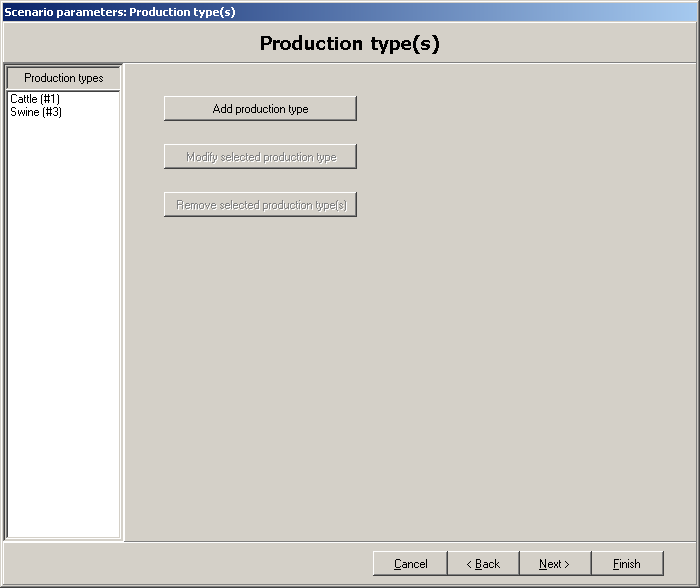 Scenario parameters: Production type(s)
Production type(s)
Production types
Cattle (#1)
Swine (#3)
Add production type
Modify selected production type
Remove selected production type(s)
Cancel
< Back
Next >
Finish